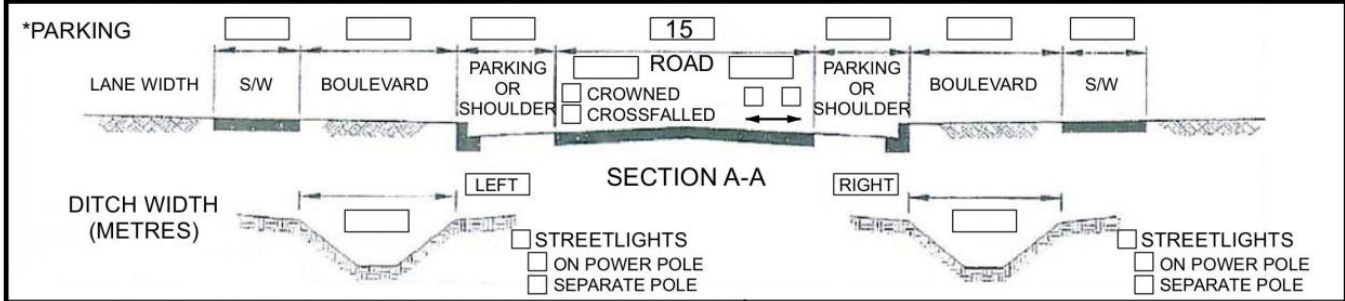 *PARKING
15
LANE WIDTH
S/W
BOULEVARD
PARKING
OR
SHOULDER
ROAD
CROWNED
CROSSFALLED
PARKING
OR
SHOULDER
BOULEVARD
S/W
LEFT
SECTION A-A
RIGHT
DITCH WIDTH
(METRES)
STREETLIGHTS
ON POWER POLE
SEPARATE POLE
STREETLIGHTS
ON POWER POLE
SEPARATE POLE